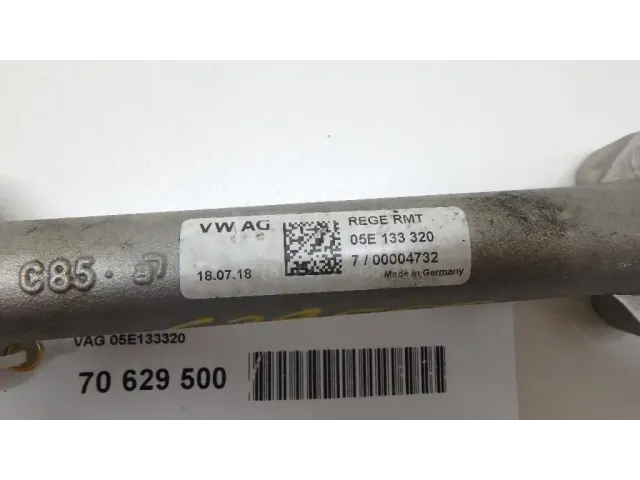 VW AG
18.07.18
REGE RMT
05E 133 320
7 / 00004732
Made in Germany
C85
VAG 05E133320
70 629 500